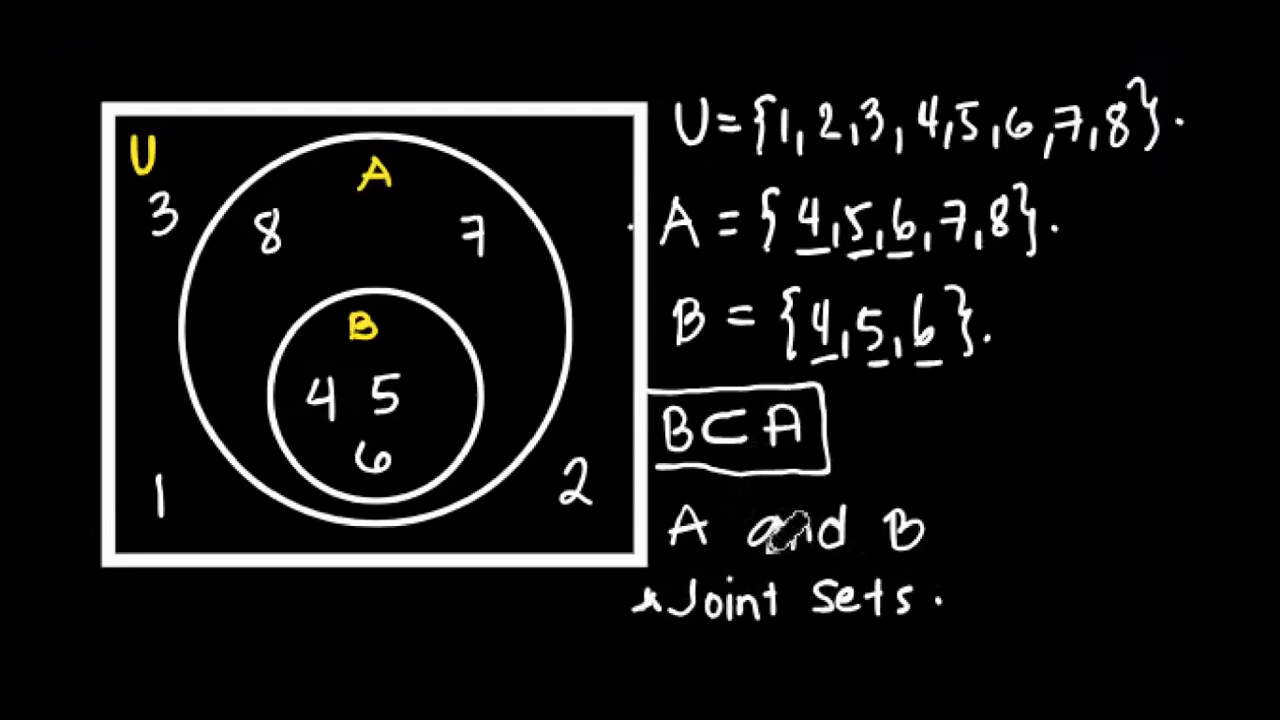 U
A
3
8
7
B
4 5
6
1
2
U = {1, 2, 3, 4, 5, 6, 7, 8}.
A = {4, 5, 6, 7, 8}.
B = {4, 5, 6}.
B ⊂ A
A and B
Joint Sets.